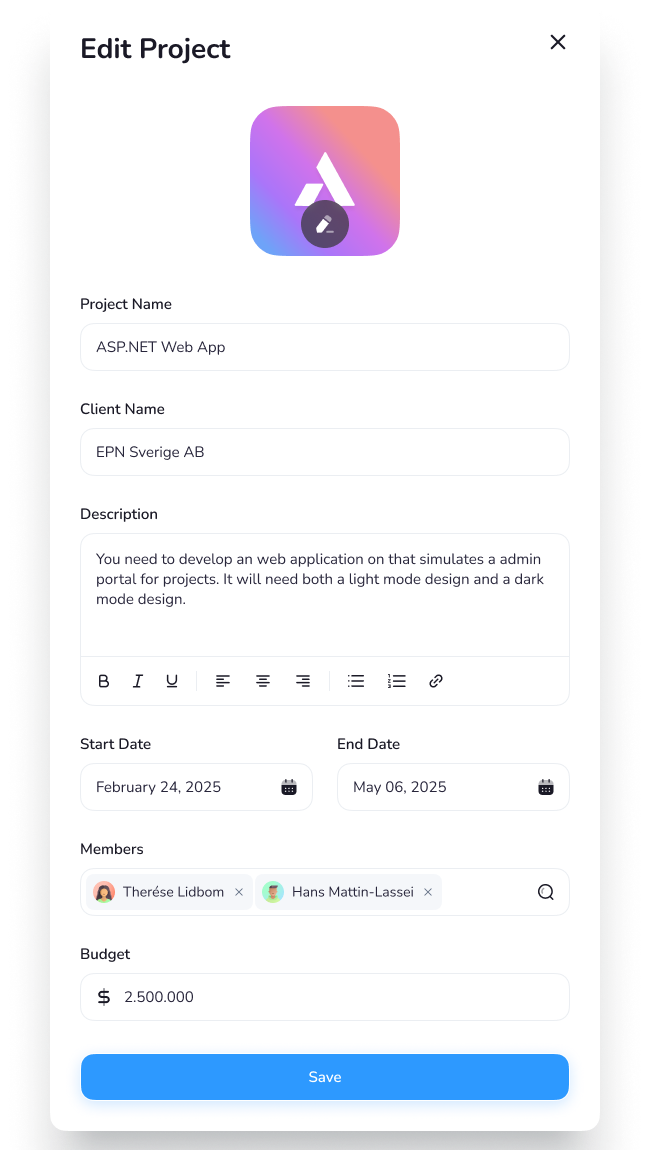 Edit Project
Project Name
ASP.NET Web App
Client Name
EPN Sverige AB
Description
You need to develop an web application on that simulates a admin
portal for projects. It will need both a light mode design and a dark
mode design.
B I U
Start Date End Date
February 24, 2025 May 06, 2025
Members
Therése Lidbom Hans Mattin-Lassei
Budget
$ 2.500.000
Save